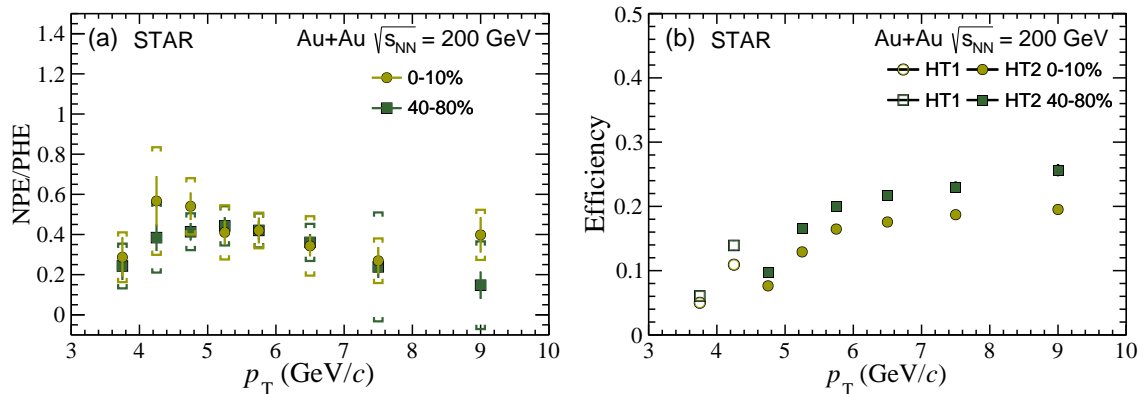 (a) STAR Au+Au √sNN = 200 GeV
0-10%
40-80%
NPE/PHE
1.4
1.2
1
0.8
0.6
0.4
0.2
0
3 4 5 6 7 8 9 10
pT (GeV/c)
(b) STAR Au+Au √sNN = 200 GeV
HT1 HT2 0-10%
HT1 HT2 40-80%
Efficiency
0.5
0.4
0.3
0.2
0.1
0
3 4 5 6 7 8 9 10
pT (GeV/c)